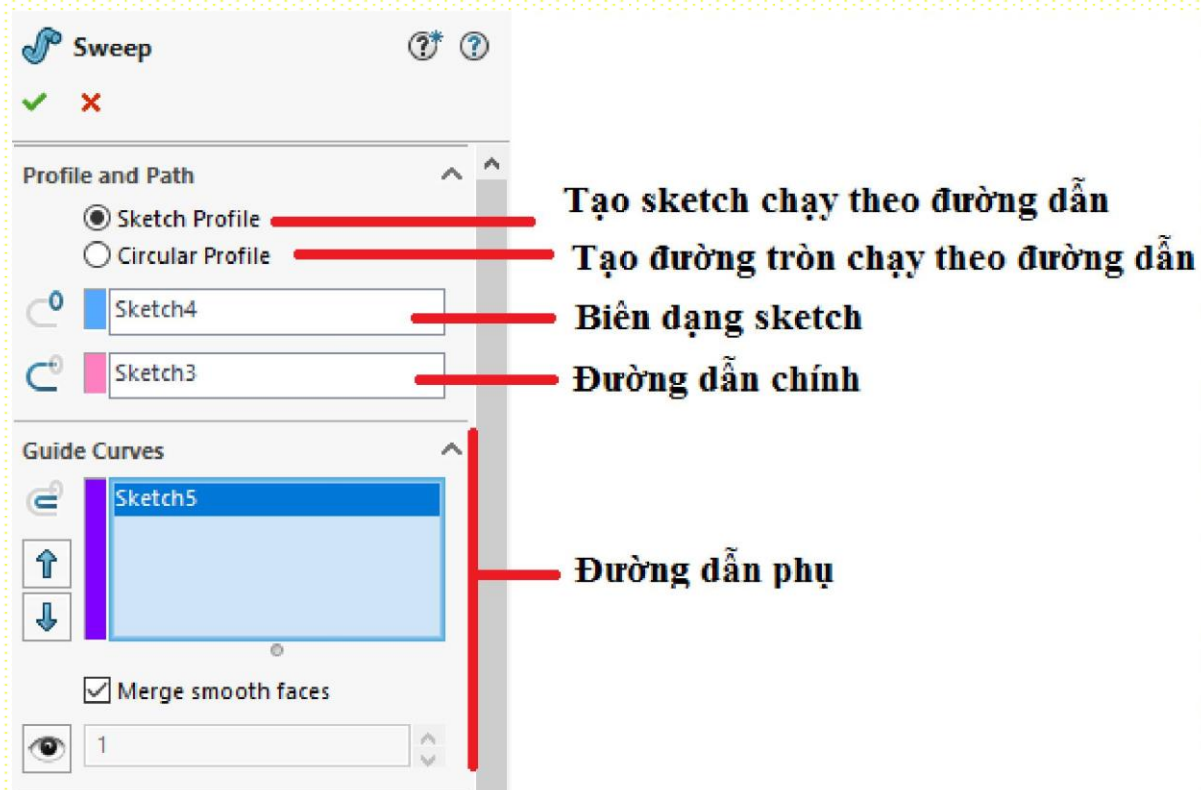 Sweep
Profile and Path
Sketch Profile
Tạo sketch chạy theo đường dẫn
Circular Profile
Tạo đường tròn chạy theo đường dẫn
Sketch4
Biên dạng sketch
Sketch3
Đường dẫn chính
Guide Curves
Sketch5
Đường dẫn phụ
Merge smooth faces
1